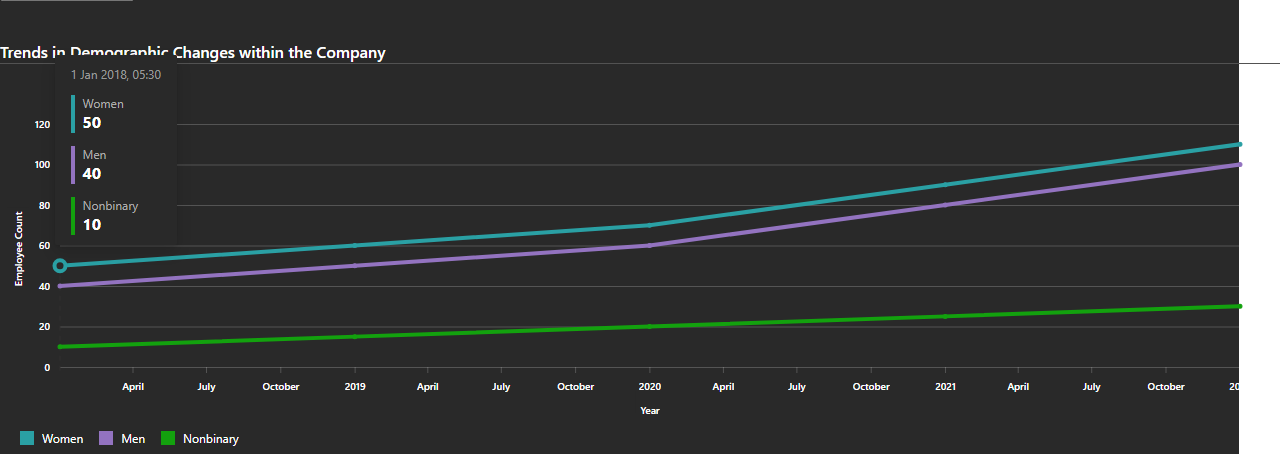 Trends in Demographic Changes within the Company
1 Jan 2018, 05:30
Women
50
Men
40
Nonbinary
10
120
100
80
60
40
20
0
Employee Count
April July October 2019 April July October 2020 April July October 2021 April July October 20
Year
Women Men Nonbinary